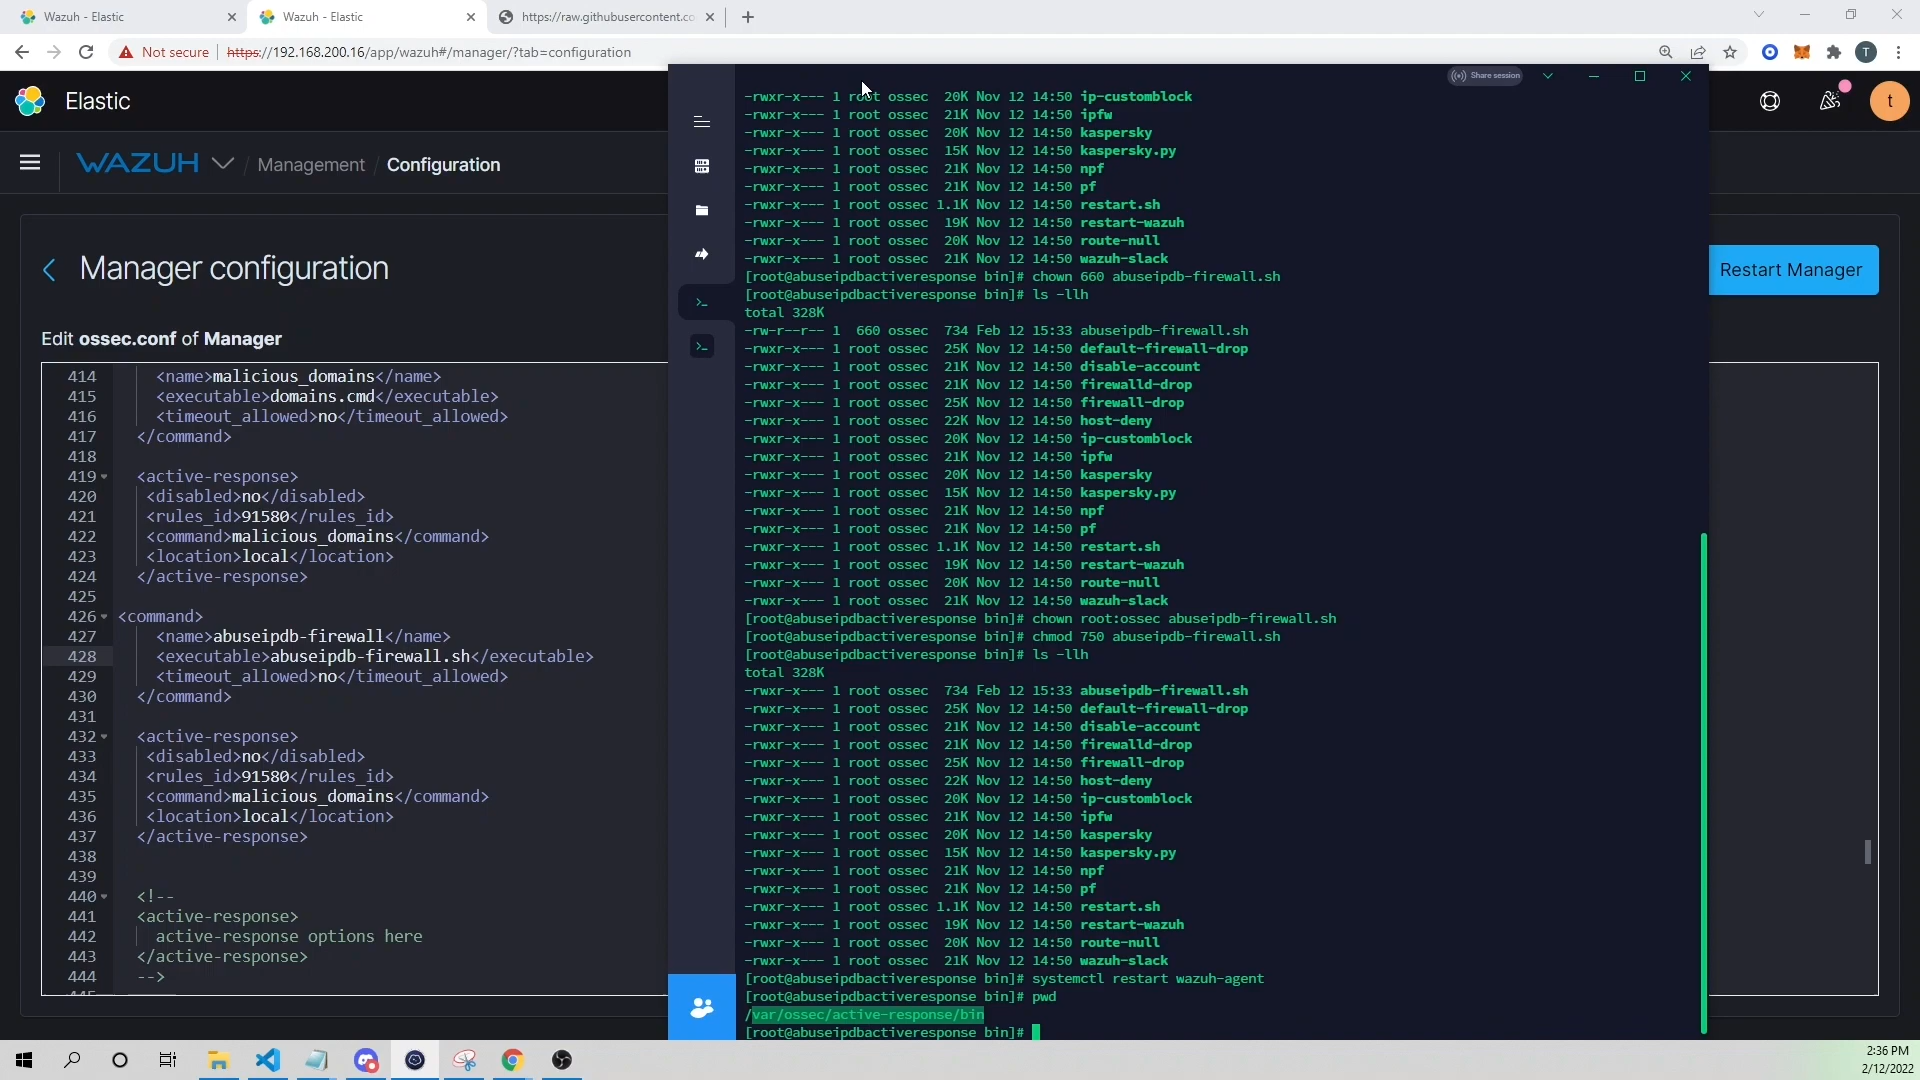 Wazuh - Elastic
Wazuh - Elastic
https://raw.githubusercontent.co
Not secure
https://192.168.200.16/app/wazuh#/manager/?tab=configuration
T
Elastic
t
WAZUH / Management / Configuration
Manager configuration
Restart Manager
Edit ossec.conf of Manager
414 <name>malicious_domains</name>
415 <executable>domains.cmd</executable>
416 <timeout_allowed>no</timeout_allowed>
417 </command>
418
419 <active-response>
420 <disabled>no</disabled>
421 <rules_id>91580</rules_id>
422 <command>malicious_domains</command>
423 <location>local</location>
424 </active-response>
425
426 <command>
427 <name>abuseipdb-firewall</name>
428 <executable>abuseipdb-firewall.sh</executable>
429 <timeout_allowed>no</timeout_allowed>
430 </command>
431
432 <active-response>
433 <disabled>no</disabled>
434 <rules_id>91580</rules_id>
435 <command>malicious_domains</command>
436 <location>local</location>
437 </active-response>
438
439
440 <!--
441 <active-response>
442 active-response options here
443 </active-response>
444 -->
Share session
-rwxr-x--- 1 root ossec 20K Nov 12 14:50 ip-customblock
-rwxr-x--- 1 root ossec 21K Nov 12 14:50 ipfw
-rwxr-x--- 1 root ossec 20K Nov 12 14:50 kaspersky
-rwxr-x--- 1 root ossec 15K Nov 12 14:50 kaspersky.py
-rwxr-x--- 1 root ossec 21K Nov 12 14:50 npf
-rwxr-x--- 1 root ossec 21K Nov 12 14:50 pf
-rwxr-x--- 1 root ossec 1.1K Nov 12 14:50 restart.sh
-rwxr-x--- 1 root ossec 19K Nov 12 14:50 restart-wazuh
-rwxr-x--- 1 root ossec 20K Nov 12 14:50 route-null
-rwxr-x--- 1 root ossec 21K Nov 12 14:50 wazuh-slack
[root@abuseipdbactiveresponse bin]# chown 660 abuseipdb-firewall.sh
[root@abuseipdbactiveresponse bin]# ls -llh
total 328K
-rw-r--r-- 1 660 ossec 734 Feb 12 15:33 abuseipdb-firewall.sh
-rwxr-x--- 1 root ossec 25K Nov 12 14:50 default-firewall-drop
-rwxr-x--- 1 root ossec 21K Nov 12 14:50 disable-account
-rwxr-x--- 1 root ossec 21K Nov 12 14:50 firewalld-drop
-rwxr-x--- 1 root ossec 25K Nov 12 14:50 firewall-drop
-rwxr-x--- 1 root ossec 22K Nov 12 14:50 host-deny
-rwxr-x--- 1 root ossec 20K Nov 12 14:50 ip-customblock
-rwxr-x--- 1 root ossec 21K Nov 12 14:50 ipfw
-rwxr-x--- 1 root ossec 20K Nov 12 14:50 kaspersky
-rwxr-x--- 1 root ossec 15K Nov 12 14:50 kaspersky.py
-rwxr-x--- 1 root ossec 21K Nov 12 14:50 npf
-rwxr-x--- 1 root ossec 21K Nov 12 14:50 pf
-rwxr-x--- 1 root ossec 1.1K Nov 12 14:50 restart.sh
-rwxr-x--- 1 root ossec 19K Nov 12 14:50 restart-wazuh
-rwxr-x--- 1 root ossec 20K Nov 12 14:50 route-null
-rwxr-x--- 1 root ossec 21K Nov 12 14:50 wazuh-slack
[root@abuseipdbactiveresponse bin]# chown root:ossec abuseipdb-firewall.sh
[root@abuseipdbactiveresponse bin]# chmod 750 abuseipdb-firewall.sh
[root@abuseipdbactiveresponse bin]# ls -llh
total 328K
-rwxr-x--- 1 root ossec 734 Feb 12 15:33 abuseipdb-firewall.sh
-rwxr-x--- 1 root ossec 25K Nov 12 14:50 default-firewall-drop
-rwxr-x--- 1 root ossec 21K Nov 12 14:50 disable-account
-rwxr-x--- 1 root ossec 21K Nov 12 14:50 firewalld-drop
-rwxr-x--- 1 root ossec 25K Nov 12 14:50 firewall-drop
-rwxr-x--- 1 root ossec 22K Nov 12 14:50 host-deny
-rwxr-x--- 1 root ossec 20K Nov 12 14:50 ip-customblock
-rwxr-x--- 1 root ossec 21K Nov 12 14:50 ipfw
-rwxr-x--- 1 root ossec 20K Nov 12 14:50 kaspersky
-rwxr-x--- 1 root ossec 15K Nov 12 14:50 kaspersky.py
-rwxr-x--- 1 root ossec 21K Nov 12 14:50 npf
-rwxr-x--- 1 root ossec 21K Nov 12 14:50 pf
-rwxr-x--- 1 root ossec 1.1K Nov 12 14:50 restart.sh
-rwxr-x--- 1 root ossec 19K Nov 12 14:50 restart-wazuh
-rwxr-x--- 1 root ossec 20K Nov 12 14:50 route-null
-rwxr-x--- 1 root ossec 21K Nov 12 14:50 wazuh-slack
[root@abuseipdbactiveresponse bin]# systemctl restart wazuh-agent
[root@abuseipdbactiveresponse bin]# pwd
/var/ossec/active-response/bin
[root@abuseipdbactiveresponse bin]#
2:36 PM
2/12/2022